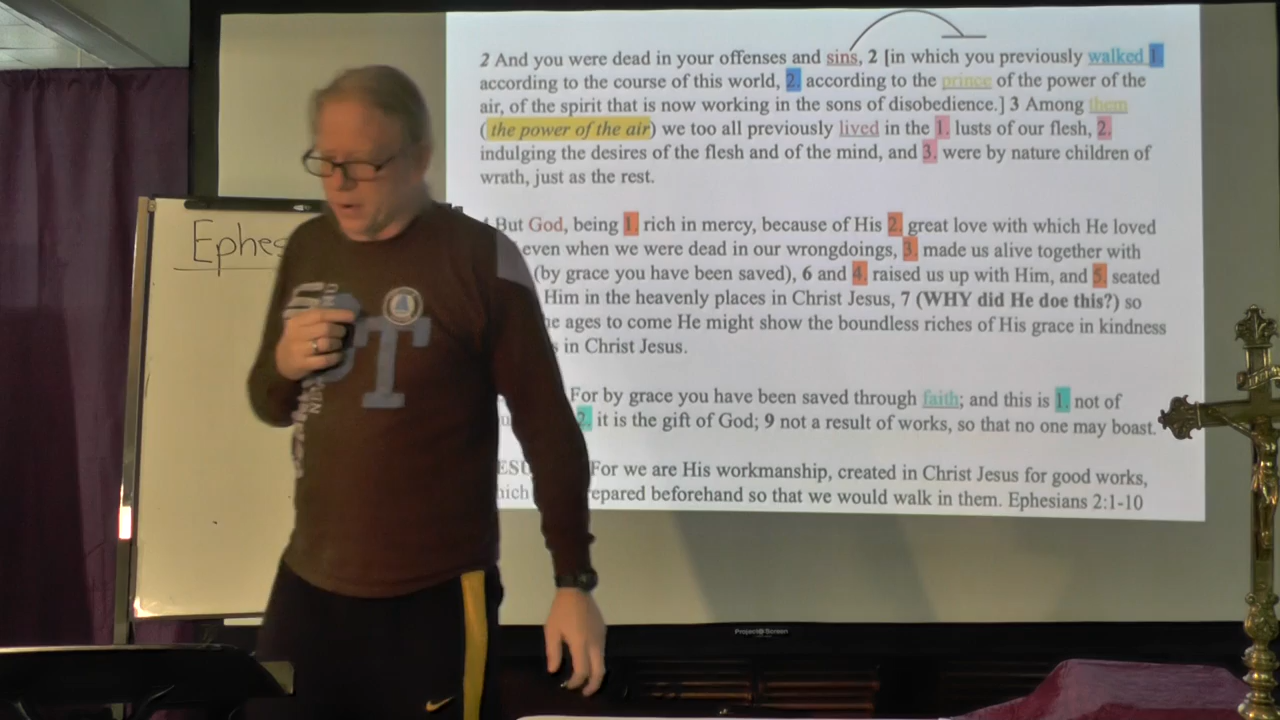 2 And you were dead in your offenses and sins, 2 [in which you previously walked 1.
according to the course of this world, 2. according to the prince of the power of the
air, of the spirit that is now working in the sons of disobedience.] 3 Among them
(the power of the air) we too all previously lived in the 1. lusts of our flesh, 2.
indulging the desires of the flesh and of the mind, and 3. were by nature children of
wrath, just as the rest.
But God, being 1. rich in mercy, because of His 2. great love with which He loved
even when we were dead in our wrongdoings, 3. made us alive together with
(by grace you have been saved), 6 and 4. raised us up with Him, and 5. seated
Him in the heavenly places in Christ Jesus, 7 (WHY did He doe this?) so
ages to come He might show the boundless riches of His grace in kindness
in Christ Jesus.
For by grace you have been saved through faith; and this is 1. not of
2. it is the gift of God; 9 not a result of works, so that no one may boast.
ESU For we are His workmanship, created in Christ Jesus for good works,
hich epared beforehand so that we would walk in them. Ephesians 2:1-10
Ephes
PT